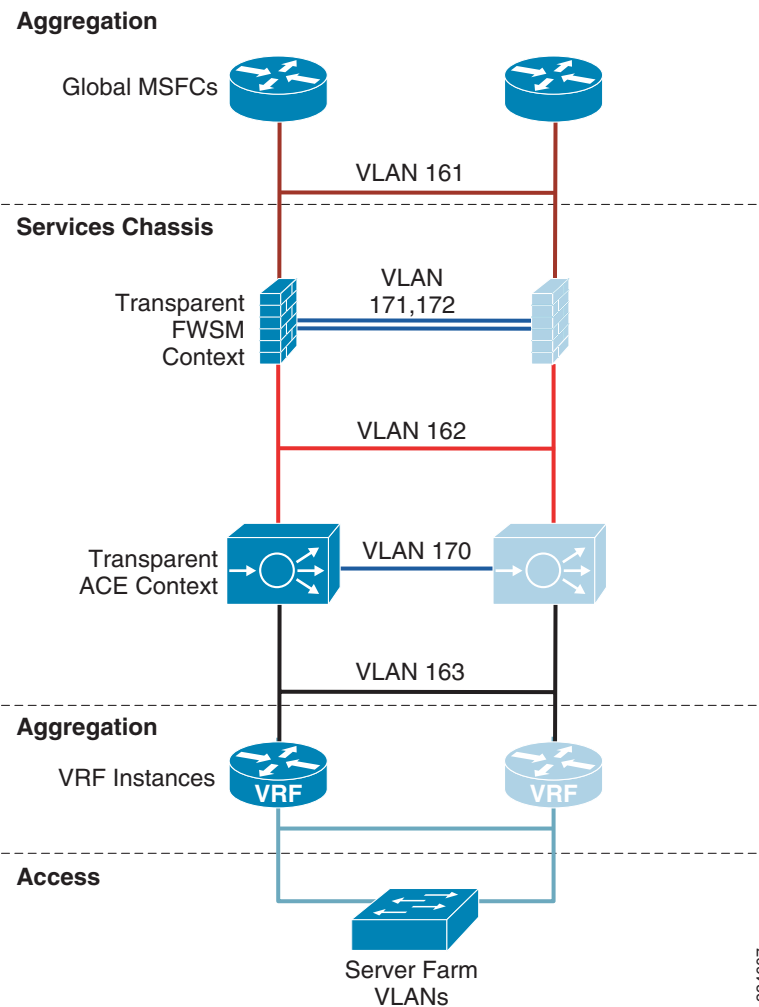 Aggregation
Global MSFCs
VLAN 161
Services Chassis
VLAN
171,172
Transparent
FWSM
Context
VLAN 162
Transparent
ACE Context
VLAN 170
VLAN 163
Aggregation
VRF Instances
VRF
VRF
Access
Server Farm
VLANs